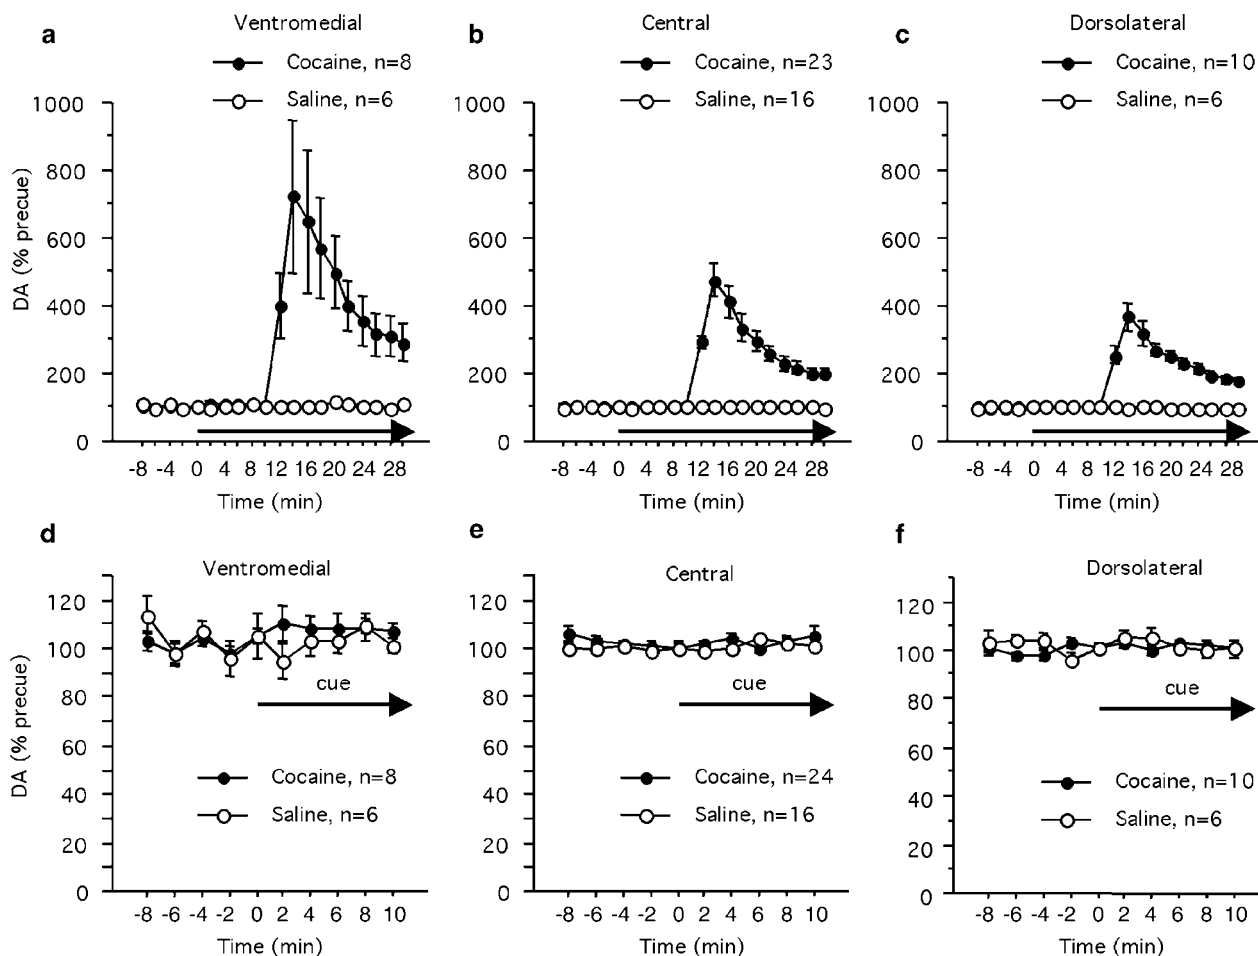 a
Ventromedial
Cocaine, n=8
Saline, n=6
DA (% precue)
1000
800
600
400
200
0
-8 -4 0 4 8 12 16 20 24 28
Time (min)
b
Central
Cocaine, n=23
Saline, n=16
1000
800
600
400
200
0
-8 -4 0 4 8 12 16 20 24 28
Time (min)
c
Dorsolateral
Cocaine, n=10
Saline, n=6
1000
800
600
400
200
0
-8 -4 0 4 8 12 16 20 24 28
Time (min)
d
Ventromedial
DA (% precue)
120
100
80
60
40
20
0
cue
Cocaine, n=8
Saline, n=6
-8 -6 -4 -2 0 2 4 6 8 10
Time (min)
e
Central
120
100
80
60
40
20
0
cue
Cocaine, n=24
Saline, n=16
-8 -6 -4 -2 0 2 4 6 8 10
Time (min)
f
Dorsolateral
120
100
80
60
40
20
0
cue
Cocaine, n=10
Saline, n=6
-8 -6 -4 -2 0 2 4 6 8 10
Time (min)